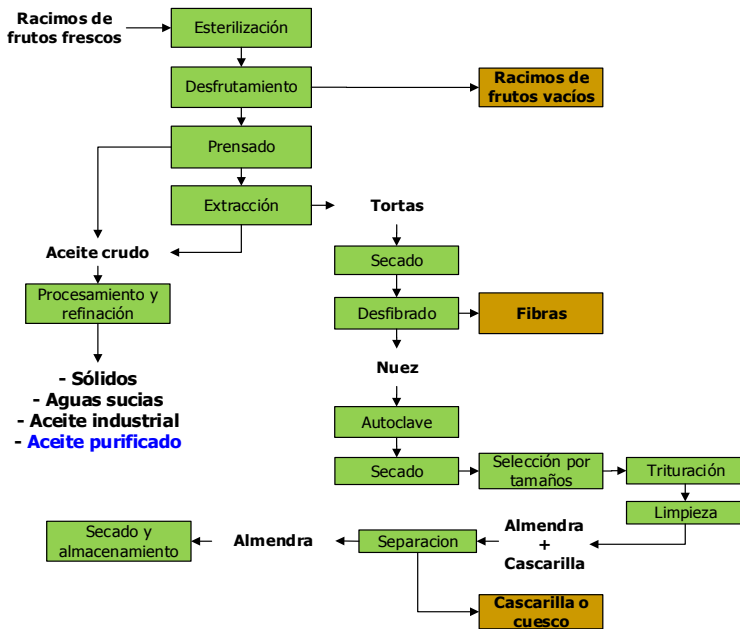 Racimos de
frutos frescos
Esterilización
Desfrutamiento
Racimos de
frutos vacíos
Prensado
Extracción
Tortas
Aceite crudo
Secado
Procesamiento y
refinación
Desfibrado
Fibras
- Sólidos
- Aguas sucias
- Aceite industrial
- Aceite purificado
Nuez
Autoclave
Secado
Selección por
tamaños
Trituración
Limpieza
Almendra
+
Cascarilla
Separacion
Almendra
Secado y
almacenamiento
Cascarilla o
cuesco